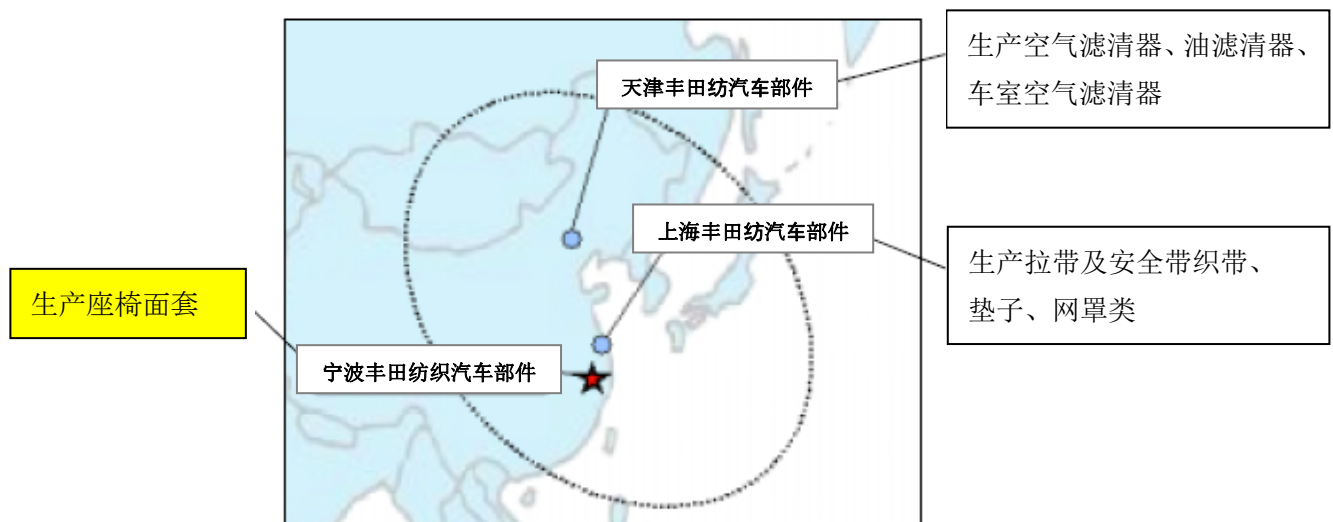 生产空气滤清器、油滤清器、
车室空气滤清器
天津丰田纺汽车部件
上海丰田纺汽车部件
生产拉带及安全带织带、
垫子、网罩类
生产座椅面套
宁波丰田纺织汽车部件